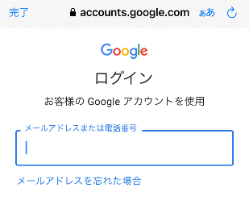 完了 accounts.google.com ぁあ
Google
ログイン
お客様の Google アカウントを使用
メールアドレスまたは電話番号
メールアドレスを忘れた場合